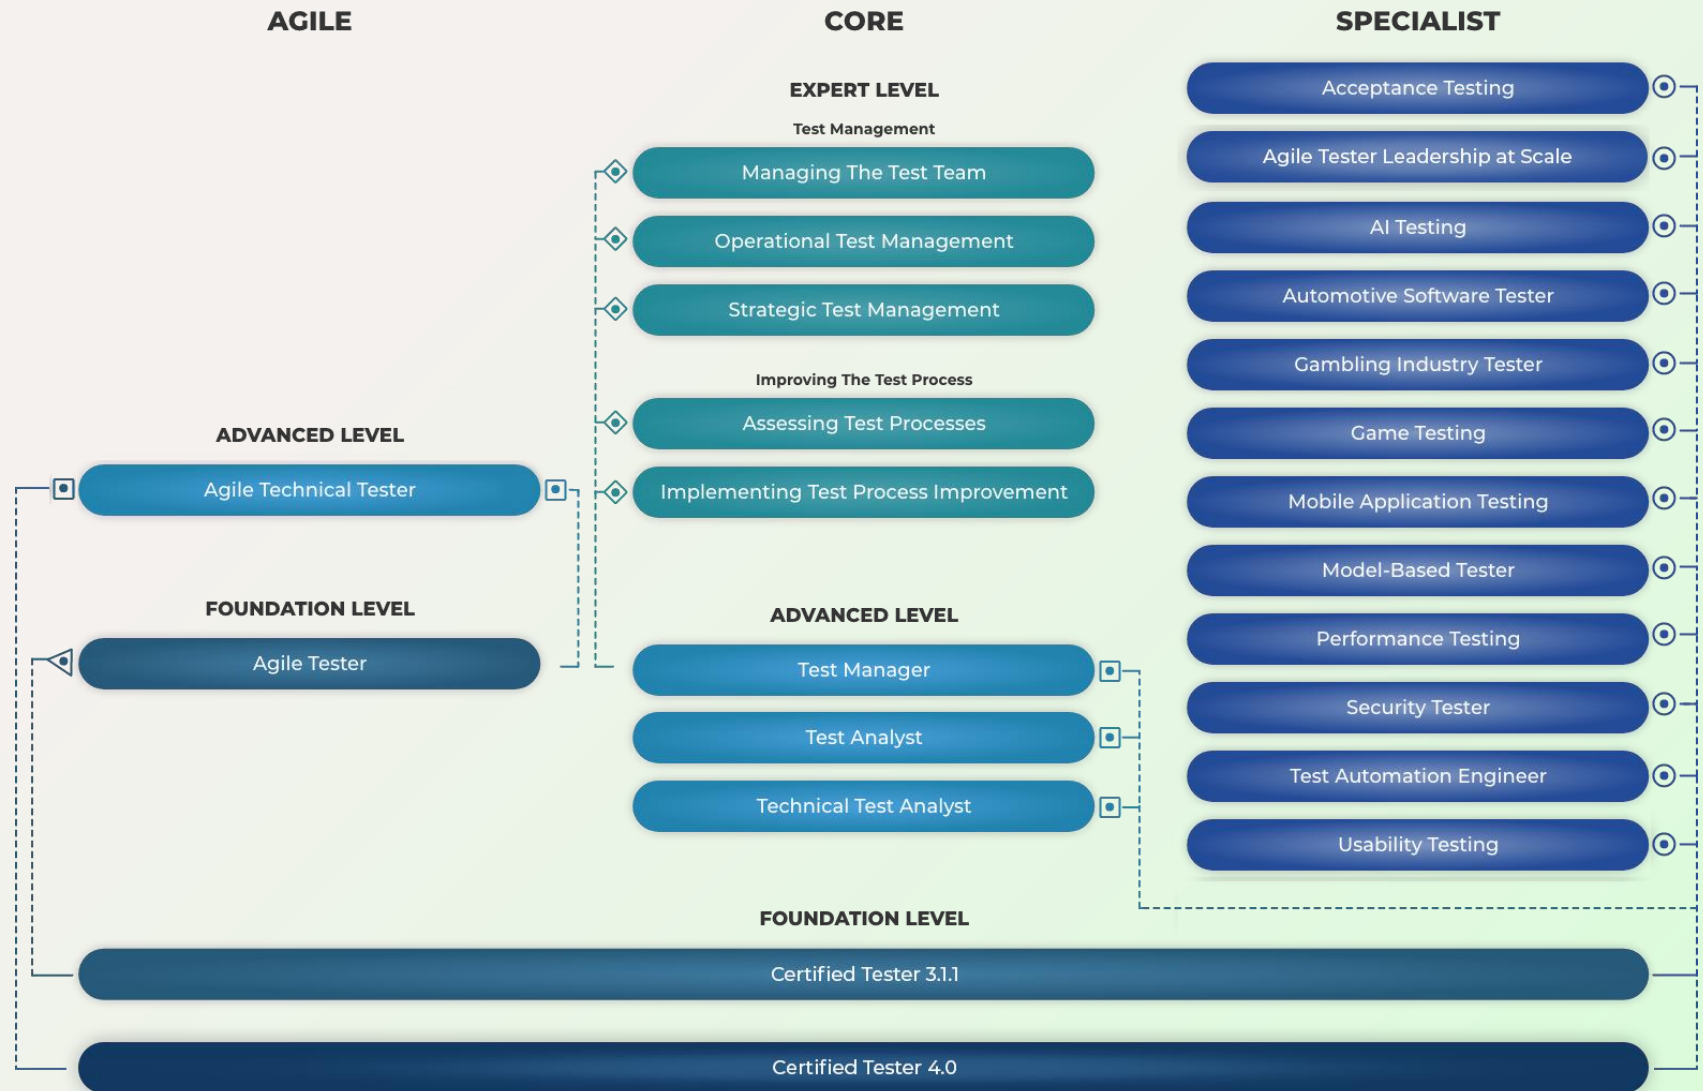 AGILE
ADVANCED LEVEL
Agile Technical Tester
FOUNDATION LEVEL
Agile Tester
CORE
EXPERT LEVEL
Test Management
Managing The Test Team
Operational Test Management
Strategic Test Management
Improving The Test Process
Assessing Test Processes
Implementing Test Process Improvement
ADVANCED LEVEL
Test Manager
Test Analyst
Technical Test Analyst
SPECIALIST
Acceptance Testing
Agile Tester Leadership at Scale
AI Testing
Automotive Software Tester
Gambling Industry Tester
Game Testing
Mobile Application Testing
Model-Based Tester
Performance Testing
Security Tester
Test Automation Engineer
Usability Testing
FOUNDATION LEVEL
Certified Tester 3.1.1
Certified Tester 4.0